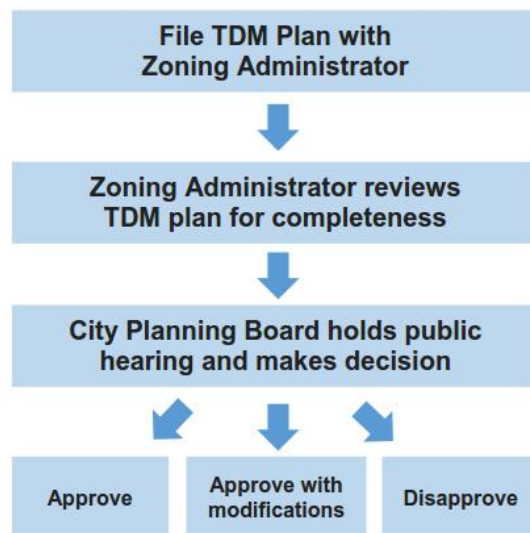 File TDM Plan with
Zoning Administrator
Zoning Administrator reviews
TDM plan for completeness
City Planning Board holds public
hearing and makes decision
Approve
Approve with
modifications
Disapprove